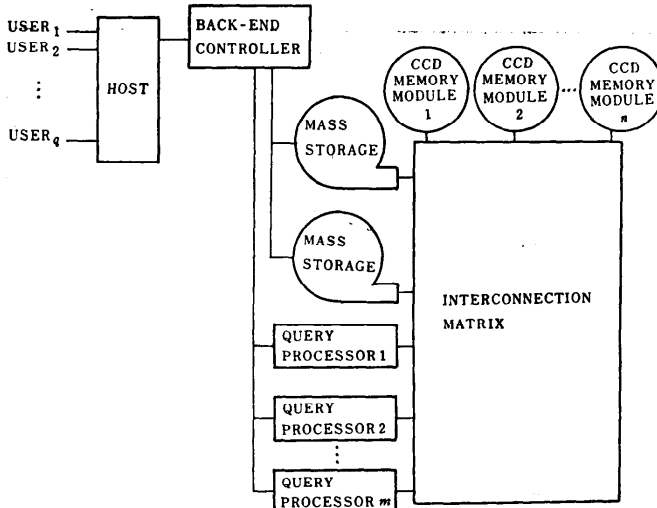 USER1
USER2
⋮
USERq
HOST
BACK-END
CONTROLLER
MASS
STORAGE
MASS
STORAGE
CCD
MEMORY
MODULE
1
CCD
MEMORY
MODULE
2
...
CCD
MEMORY
MODULE
n
INTERCONNECTION
MATRIX
QUERY
PROCESSOR 1
QUERY
PROCESSOR 2
⋮
QUERY
PROCESSOR m